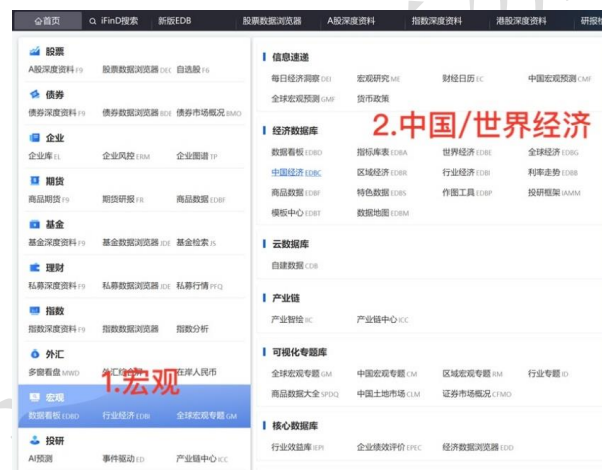 首页 iFinD搜索 新版EDB 股票数据浏览器 A股深度资料 指数深度资料 港股深度资料
股票
A股深度资料 F9 股票数据浏览器 DEC 自选股 F6
债券
债券深度资料 F9 债券数据浏览器 BDE 债券市场概况 BMO
企业
企业库 EL 企业风控 ERM 企业图谱 TP
期货
商品期货 F9 期货研报 FR 商品数据 EDBF
基金
基金深度资料 F9 基金数据浏览器 JDE 基金检索 JS
理财
私募深度资料 F9 私募数据浏览器 JDE 私募行情 PFQ
指数
指数深度资料 F9 指数数据浏览器 指数分析
外汇
多窗看盘 MWD 在岸人民币
1.宏观
宏观
数据看板 EDBD 行业经济 EDBI 全球宏观专题 GM
投研
AI预测 事件驱动 ED 产业链中心 ICC
信息速递
每日经济洞察 DEI 宏观研究 ME 财经日历 EC 中国宏观预测 CMF
全球宏观预测 GMF 货币政策
2.中国/世界经济
经济数据库
数据看板 EDBD 指标库表 EDBA 世界经济 EDBE 全球经济 EDBG
中国经济 EDBC 区域经济 EDBR 行业经济 EDBI 利率走势 EDBB
商品数据 EDBF 特色数据 EDBS 作图工具 EDBP 投研框架 IAMM
模板中心 EDBT 数据地图 EDBM
云数据库
自建数据 CDB
产业链
产业智绘 IIC 产业链中心 ICC
可视化专题库
全球宏观专题 GM 中国宏观专题 CM 区域宏观专题 RM 行业专题 ID
商品数据大全 SPDQ 中国土地市场 CLM 证券市场概况 CFMO
核心数据库
行业效益库 IEPI 企业绩效评价 EPEC 经济数据浏览器 EDD